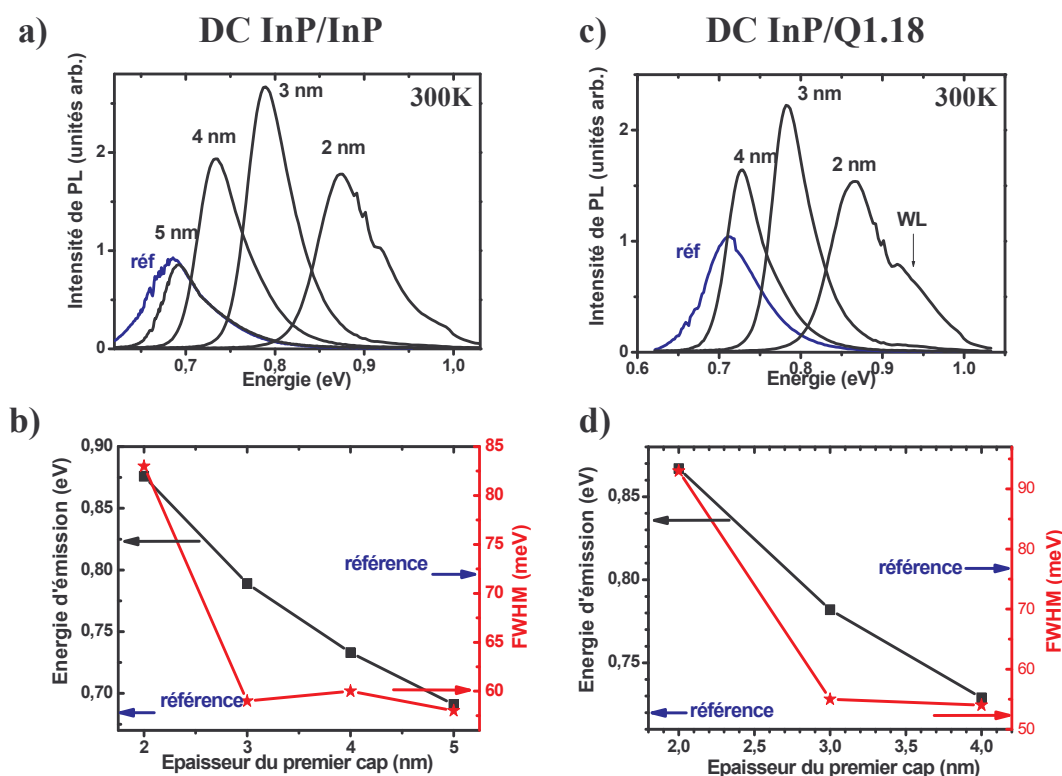 a) DC InP/InP
Intensité de PL (unités arb.)
2
1
0
300K
3 nm
4 nm
2 nm
5 nm
réf
0,7 0,8 0,9 1,0
Energie (eV)
c) DC InP/Q1.18
Intensité de PL (unités arb.)
2
1
0
300K
3 nm
4 nm
2 nm
WL
réf
0.6 0.7 0.8 0.9 1.0
Energie (eV)
b)
Energie d'émission (eV)
0,90
0,85
0,80
0,75
0,70
référence
référence
85
80
75
70
65
60
FWHM (meV)
2 3 4 5
Epaisseur du premier cap (nm)
d)
Energie d'émission (eV)
0,85
0,80
0,75
référence
référence
90
80
70
60
50
FWHM (meV)
2,0 2,5 3,0 3,5 4,0
Epaisseur du premier cap (nm)